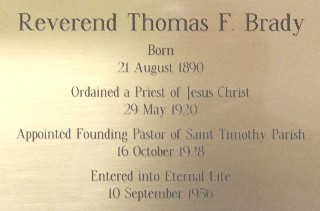 Reverend Thomas F. Brady
Born
21 August 1890
Ordained a Priest of Jesus Christ
29 May 1920
Appointed Founding Pastor of Saint Timothy Parish
16 October 1928
Entered into Eternal Life
10 September 1956